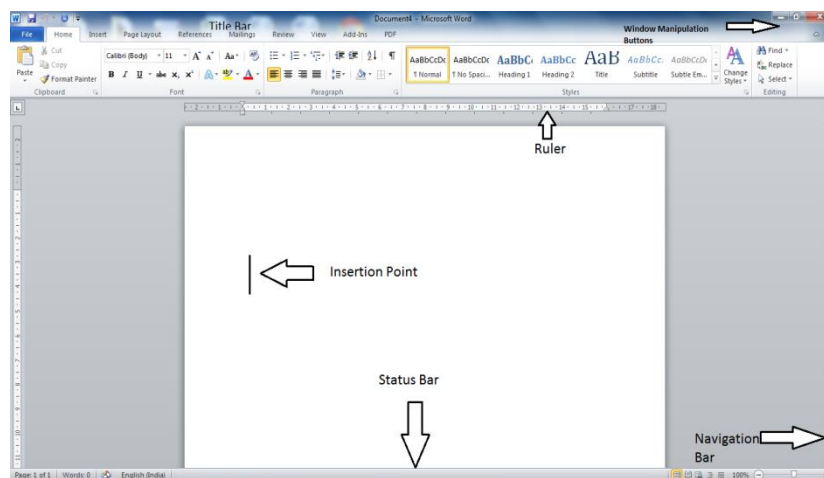 Document4 - Microsoft Word
Title Bar
Window Manipulation
Buttons
File Home Insert Page Layout References Mailings Review View Add-Ins PDF
Cut
Copy
Format Painter
Paste
Calibri (Body) 11
AaBbCcDc AaBbCcDc AaBbC AaBbCc AaB AaBbCc. AaBbCcDc
¶ Normal ¶ No Spaci... Heading 1 Heading 2 Title Subtitle Subtle Em...
Change
Styles
Find
Replace
Select
Clipboard Font Paragraph Styles Editing
Ruler
Insertion Point
Status Bar
Navigation
Bar
Page: 1 of 1 Words: 0 English (India) 100%